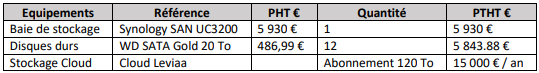 Equipements Référence PHT € Quantité PTHT €
Baie de stockage Synology SAN UC3200 5 930 € 1 5 930 €
Disques durs WD SATA Gold 20 To 486,99 € 12 5 843.88 €
Stockage Cloud Cloud Leviaa Abonnement 120 To 15 000 € / an